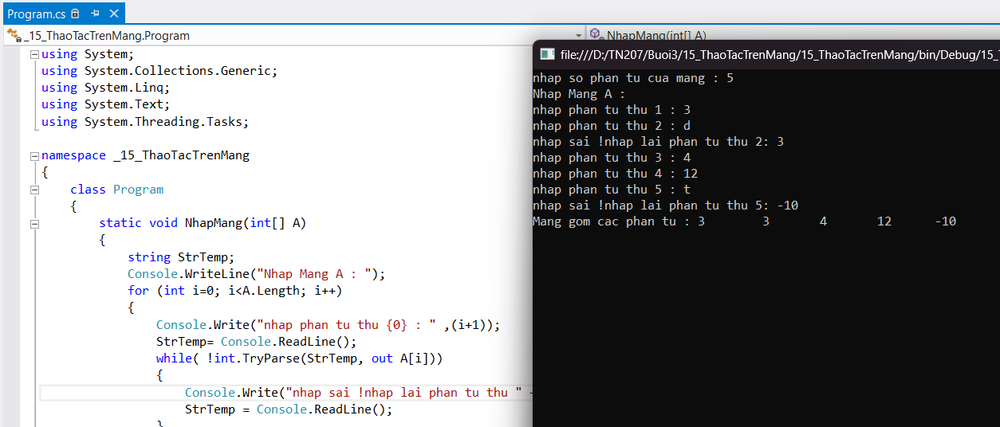 Program.cs
_15_ThaoTacTrenMang.Program
NhapMang(int[] A)
using System;
using System.Collections.Generic;
using System.Linq;
using System.Text;
using System.Threading.Tasks;
namespace _15_ThaoTacTrenMang
{
class Program
{
static void NhapMang(int[] A)
{
string StrTemp;
Console.WriteLine("Nhap Mang A : ");
for (int i=0; i<A.Length; i++)
{
Console.Write("nhap phan tu thu {0} : " ,(i+1));
StrTemp= Console.ReadLine();
while( !int.TryParse(StrTemp, out A[i]))
{
Console.Write("nhap sai !nhap lai phan tu thu "
StrTemp = Console.ReadLine();
}
file:///D:/TN207/Buoi3/15_ThaoTacTrenMang/15_ThaoTacTrenMang/bin/Debug/15_
nhap so phan tu cua mang : 5
Nhap Mang A :
nhap phan tu thu 1 : 3
nhap phan tu thu 2 : d
nhap sai !nhap lai phan tu thu 2: 3
nhap phan tu thu 3 : 4
nhap phan tu thu 4 : 12
nhap phan tu thu 5 : t
nhap sai !nhap lai phan tu thu 5: -10
Mang gom cac phan tu : 3 3 4 12 -10